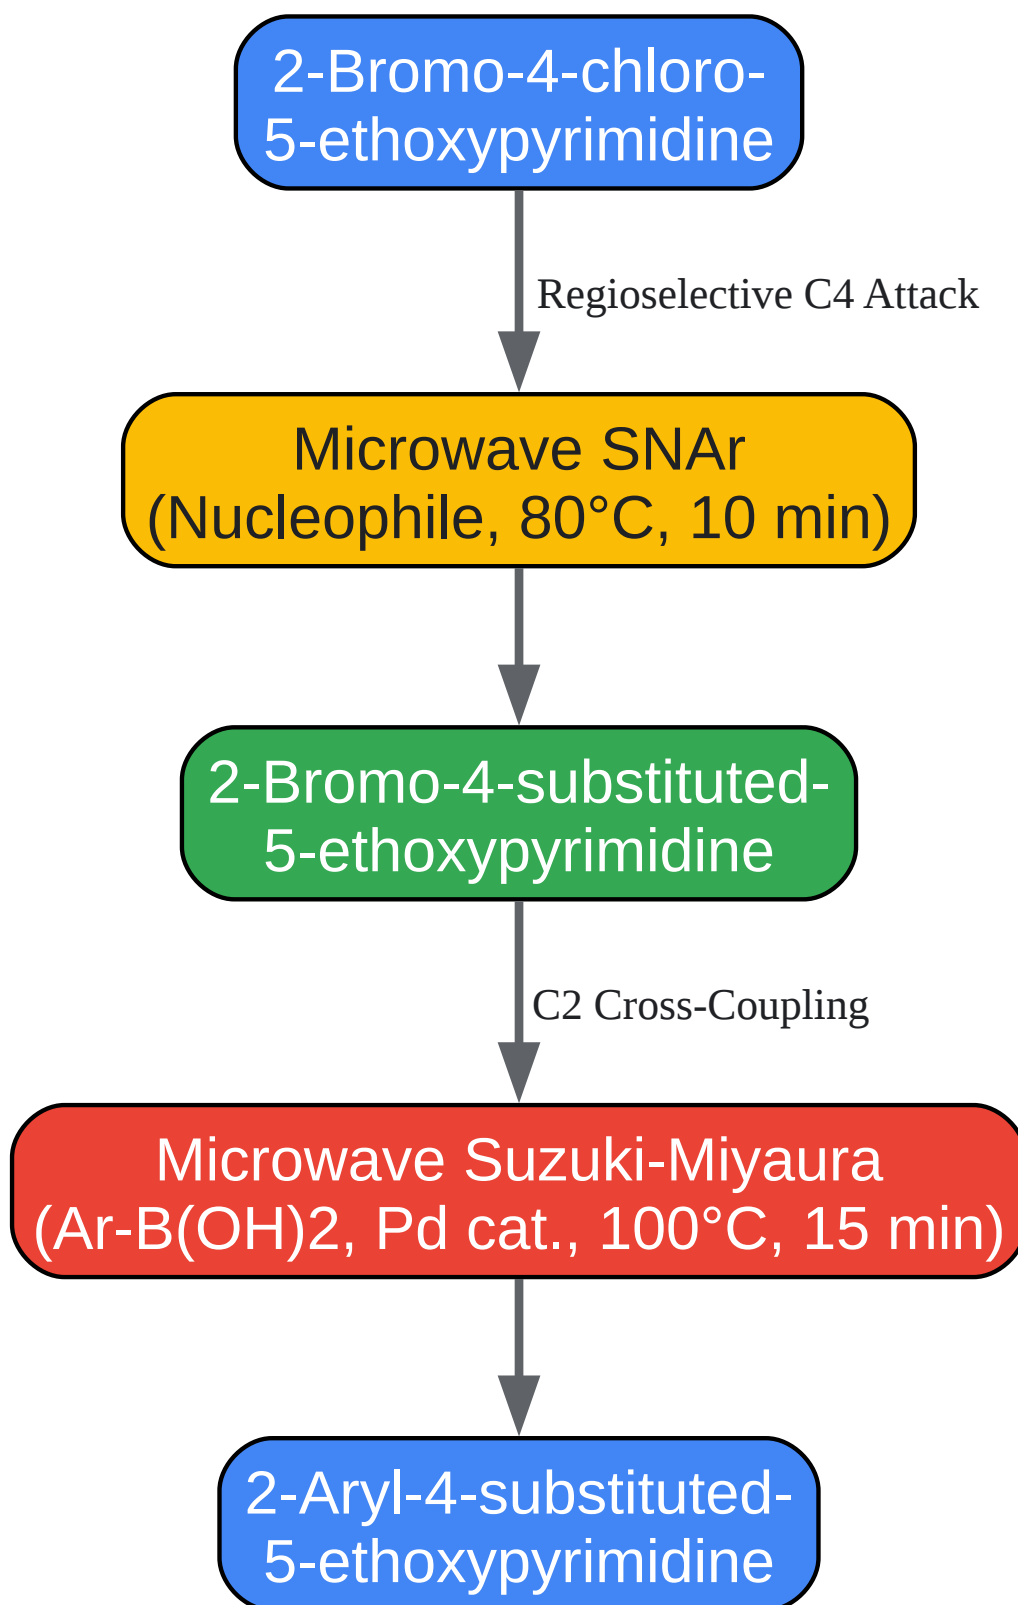 2-Bromo-4-chloro-
5-ethoxypyrimidine
Regioselective C4 Attack
Microwave SNAr
(Nucleophile, 80°C, 10 min)
2-Bromo-4-substituted-
5-ethoxypyrimidine
C2 Cross-Coupling
Microwave Suzuki-Miyaura
(Ar-B(OH)2, Pd cat., 100°C, 15 min)
2-Aryl-4-substituted-
5-ethoxypyrimidine